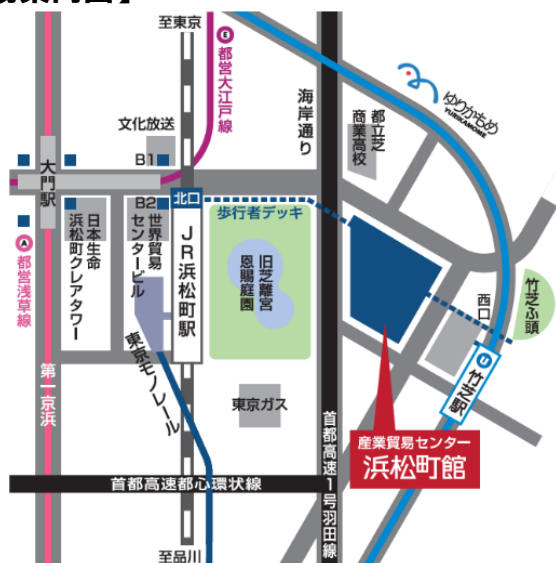 場案内図】
至東京
E
都営大江戸線
海岸通り
都立芝
商業高校
ゆりかもめ
YURIKAMOME
文化放送
大門駅
B1
B2
北口
歩行者デッキ
A
都営浅草線
日本生命
浜松町クレアタワー
世界貿易
センタービル
JR浜松町駅
旧芝離宮
恩賜庭園
西口
竹芝ふ頭
U
竹芝駅
東京モノレール
第一京浜
東京ガス
首都高速1号羽田線
産業貿易センター
浜松町館
首都高速都心環状線
至品川